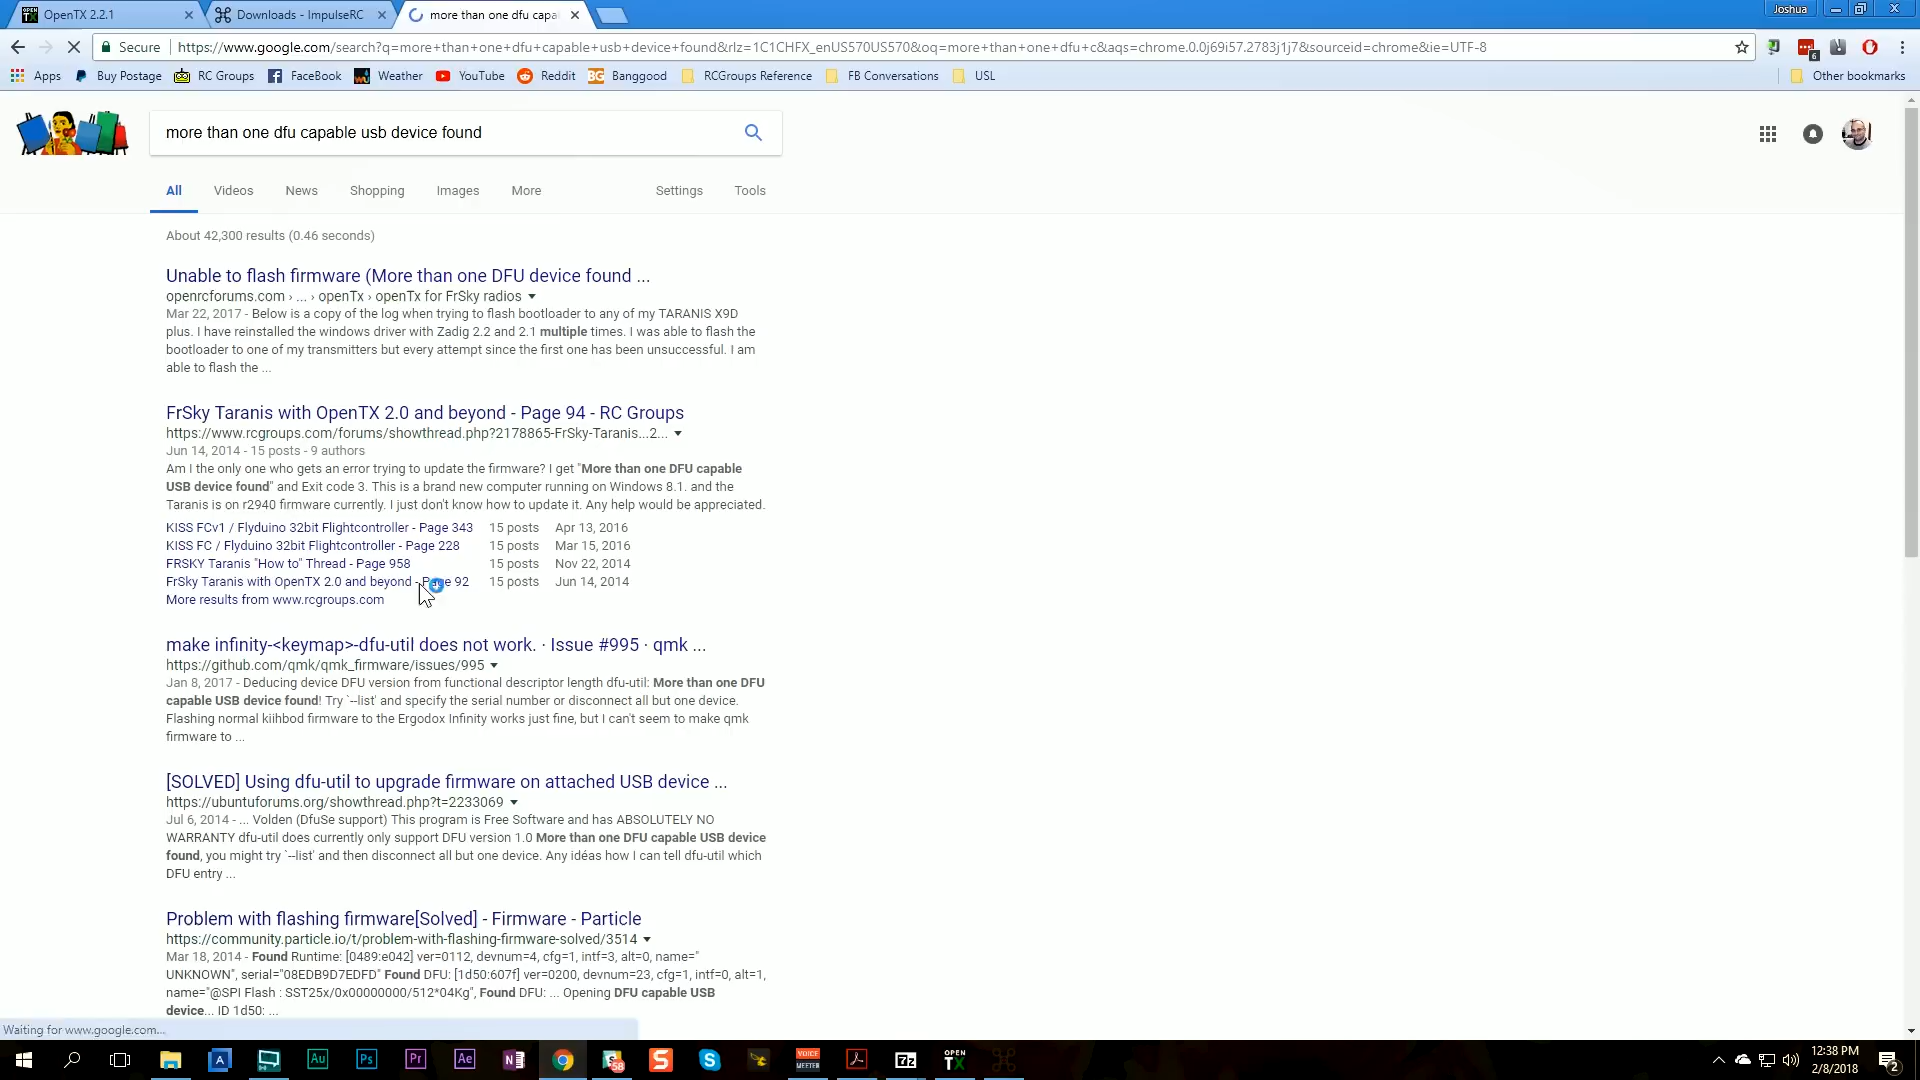 OPENTX 2.2.1
Downloads - ImpulseRC
more than one dfu capa
Joshua
Secure
https://www.google.com/search?q=more+than+one+dfu+capable+usb+device+found&rlz=1C1CHFX_enUS570US570&oq=more+than+one+dfu+c&aqs=chrome.0.0j69i57.2783j1j7&sourceid=chrome&ie=UTF-8
6
Apps
Buy Postage
RC Groups
FaceBook
Weather
YouTube
Reddit
BG Banggood
RCGroups Reference
FB Conversations
USL
Other bookmarks
more than one dfu capable usb device found
All
Videos
News
Shopping
Images
More
Settings
Tools
About 42,300 results (0.46 seconds)
Unable to flash firmware (More than one DFU device found ...
openrcforums.com › ... › openTx › openTx for FrSky radios
Mar 22, 2017 - Below is a copy of the log when trying to flash bootloader to any of my TARANIS X9D
plus. I have reinstalled the windows driver with Zadig 2.2 and 2.1 multiple times. I was able to flash the
bootloader to one of my transmitters but every attempt since the first one has been unsuccessful. I am
able to flash the ...
FrSky Taranis with OpenTX 2.0 and beyond - Page 94 - RC Groups
https://www.rcgroups.com/forums/showthread.php?2178865-FrSky-Taranis...2...
Jun 14, 2014 - 15 posts - 9 authors
Am I the only one who gets an error trying to update the firmware? I get "More than one DFU capable
USB device found" and Exit code 3. This is a brand new computer running on Windows 8.1. and the
Taranis is on r2940 firmware currently. I just don't know how to update it. Any help would be appreciated.
KISS FCv1 / Flyduino 32bit Flightcontroller - Page 343 15 posts Apr 13, 2016
KISS FC / Flyduino 32bit Flightcontroller - Page 228 15 posts Mar 15, 2016
FRSKY Taranis "How to" Thread - Page 958 15 posts Nov 22, 2014
FrSky Taranis with OpenTX 2.0 and beyond - Page 92 15 posts Jun 14, 2014
More results from www.rcgroups.com
make infinity-<keymap>-dfu-util does not work. · Issue #995 · qmk ...
https://github.com/qmk/qmk_firmware/issues/995
Jan 8, 2017 - Deducing device DFU version from functional descriptor length dfu-util: More than one DFU
capable USB device found! Try `--list' and specify the serial number or disconnect all but one device.
Flashing normal kiihbod firmware to the Ergodox Infinity works just fine, but I can't seem to make qmk
firmware to ...
[SOLVED] Using dfu-util to upgrade firmware on attached USB device ...
https://ubuntuforums.org/showthread.php?t=2233069
Jul 6, 2014 - ... Volden (DfuSe support) This program is Free Software and has ABSOLUTELY NO
WARRANTY dfu-util does currently only support DFU version 1.0 More than one DFU capable USB device
found, you might try `--list' and then disconnect all but one device. Any idéas how I can tell dfu-util which
DFU entry ...
Problem with flashing firmware[Solved] - Firmware - Particle
https://community.particle.io/t/problem-with-flashing-firmware-solved/3514
Mar 18, 2014 - Found Runtime: [0489:e042] ver=0112, devnum=4, cfg=1, intf=3, alt=0, name="
UNKNOWN", serial="08EDB9D7EDFD" Found DFU: [1d50:607f] ver=0200, devnum=23, cfg=1, intf=0, alt=1,
name="@SPI Flash : SST25x/0x00000000/512*04Kg", Found DFU: ... Opening DFU capable USB
device... ID 1d50: ...
Waiting for www.google.com...
Au
Ps
Pr
Ae
N
58
S
VOICE
MEETER
7z
OPEN
TX
12:38 PM
2/8/2018
2